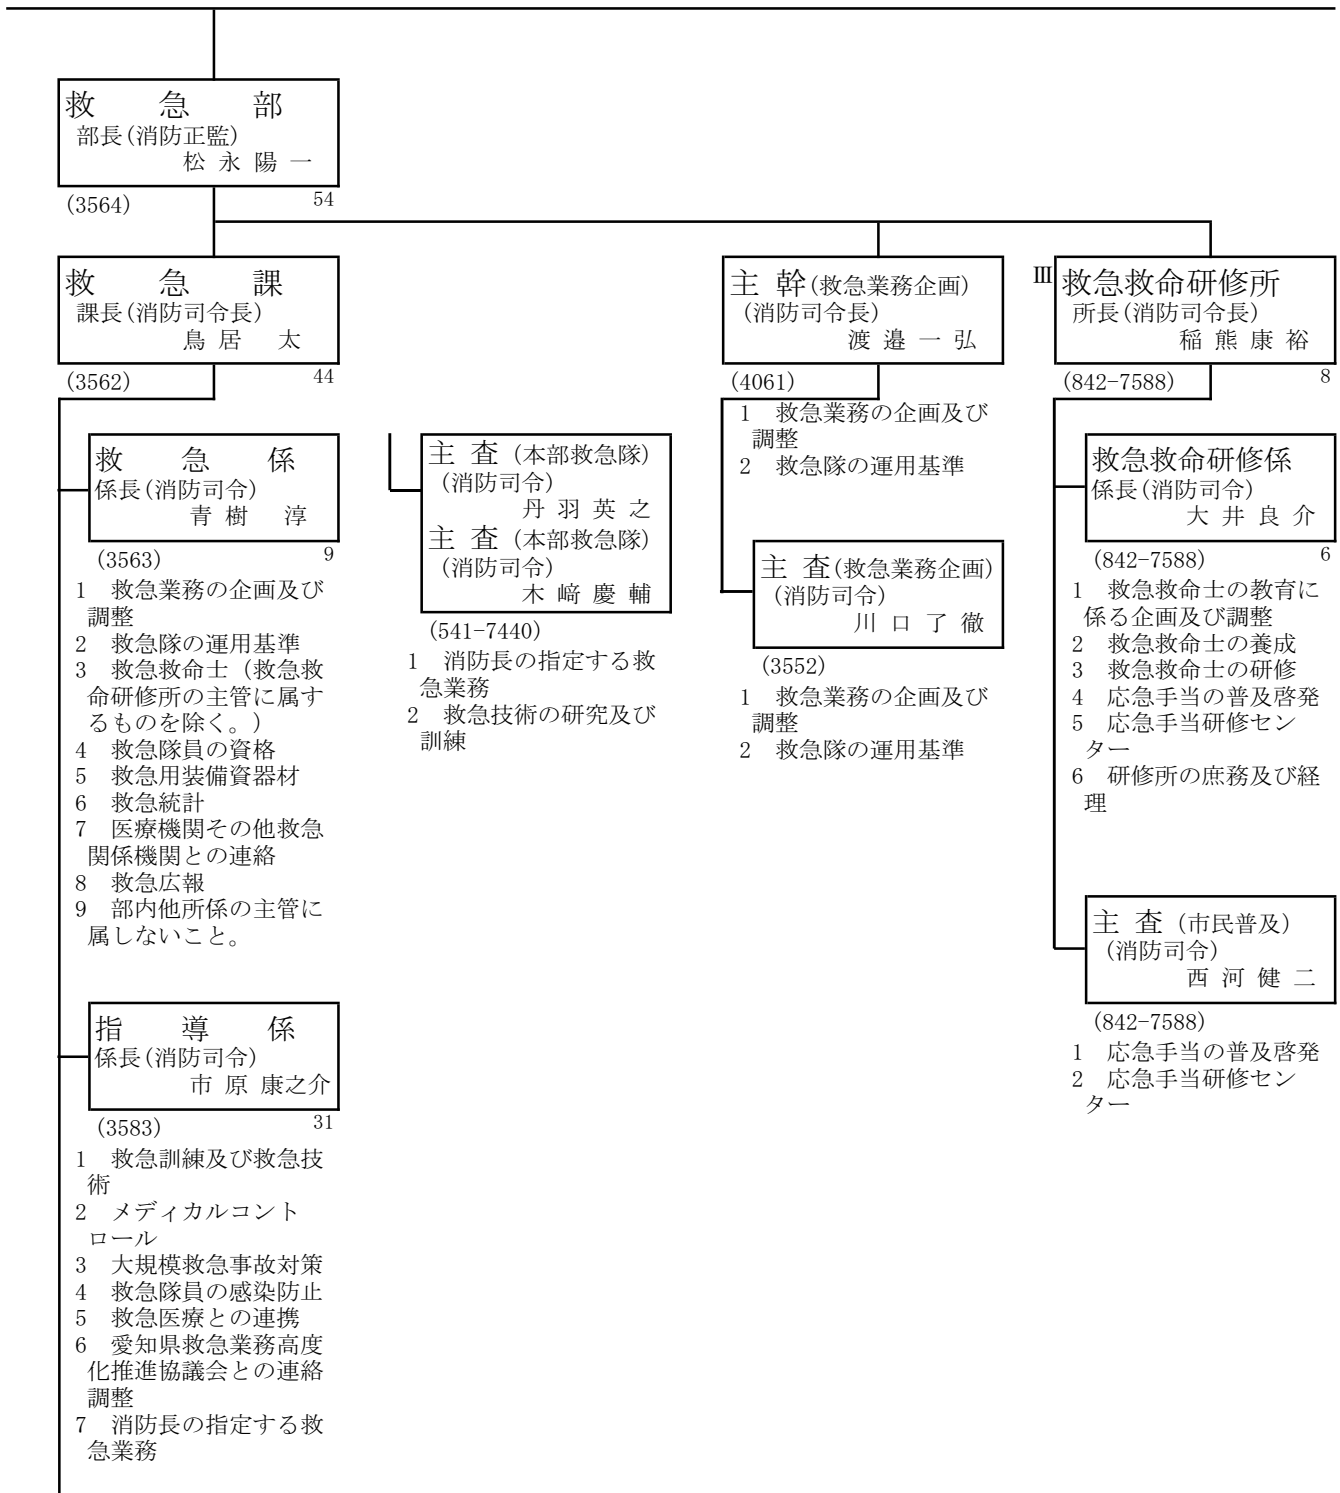 救急部
部長(消防正監)
松永陽一
(3564)
54
救急課
課長(消防司令長)
鳥居 太
(3562)
44
救急係
係長(消防司令)
青樹 淳
(3563)
9
1 救急業務の企画及び
調整
2 救急隊の運用基準
3 救急救命士(救急救
命研修所の主管に属す
るものを除く。)
4 救急隊員の資格
5 救急用装備資器材
6 救急統計
7 医療機関その他救急
関係機関との連絡
8 救急広報
9 部内他所係の主管に
属しないこと。
指導係
係長(消防司令)
市原康之介
(3583)
31
1 救急訓練及び救急技
術
2 メディカルコント
ロール
3 大規模救急事故対策
4 救急隊員の感染防止
5 救急医療との連携
6 愛知県救急業務高度
化推進協議会との連絡
調整
7 消防長の指定する救
急業務
主査(本部救急隊)
(消防司令)
丹羽英之
主査(本部救急隊)
(消防司令)
木﨑慶輔
(541-7440)
1 消防長の指定する救
急業務
2 救急技術の研究及び
訓練
主幹(救急業務企画)
(消防司令長)
渡邉一弘
(4061)
1 救急業務の企画及び
調整
2 救急隊の運用基準
主査(救急業務企画)
(消防司令)
川口了徹
(3552)
1 救急業務の企画及び
調整
2 救急隊の運用基準
Ⅲ
救急救命研修所
所長(消防司令長)
稲熊康裕
(842-7588)
8
救急救命研修係
係長(消防司令)
大井良介
(842-7588)
6
1 救急救命士の教育に
係る企画及び調整
2 救急救命士の養成
3 救急救命士の研修
4 応急手当の普及啓発
5 応急手当研修セン
ター
6 研修所の庶務及び経
理
主査(市民普及)
(消防司令)
西河健二
(842-7588)
1 応急手当の普及啓発
2 応急手当研修セン
ター